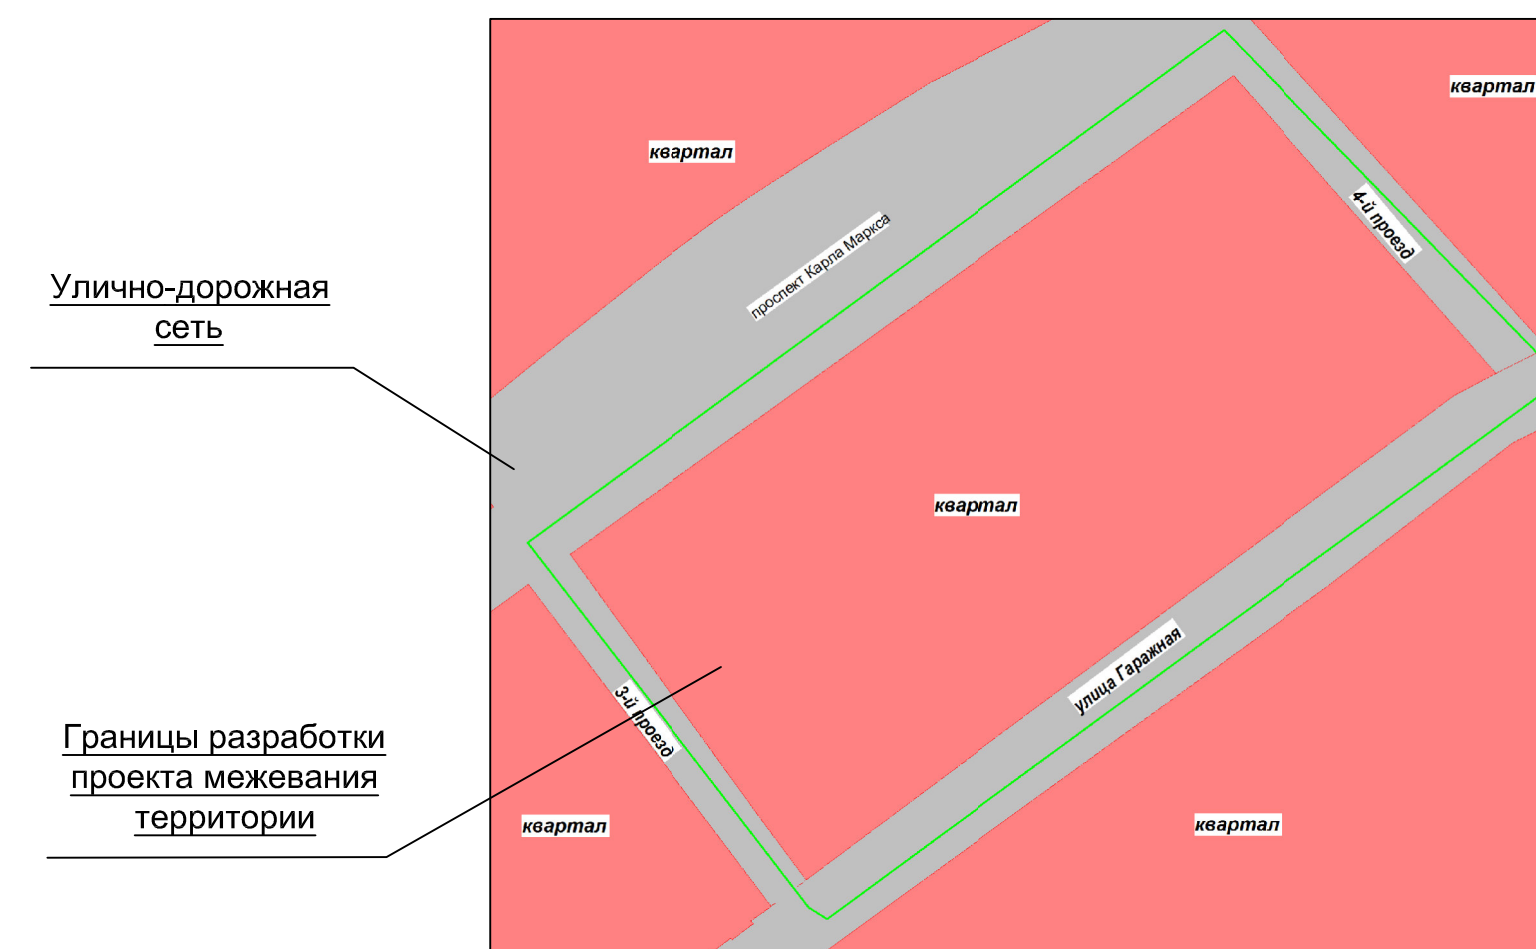 квартал
квартал
проспект Карла Маркса
4-й проезд
Улично-дорожная
сеть
квартал
улица Гаражная
3-й проезд
Границы разработки
проекта межевания
территории
квартал
квартал